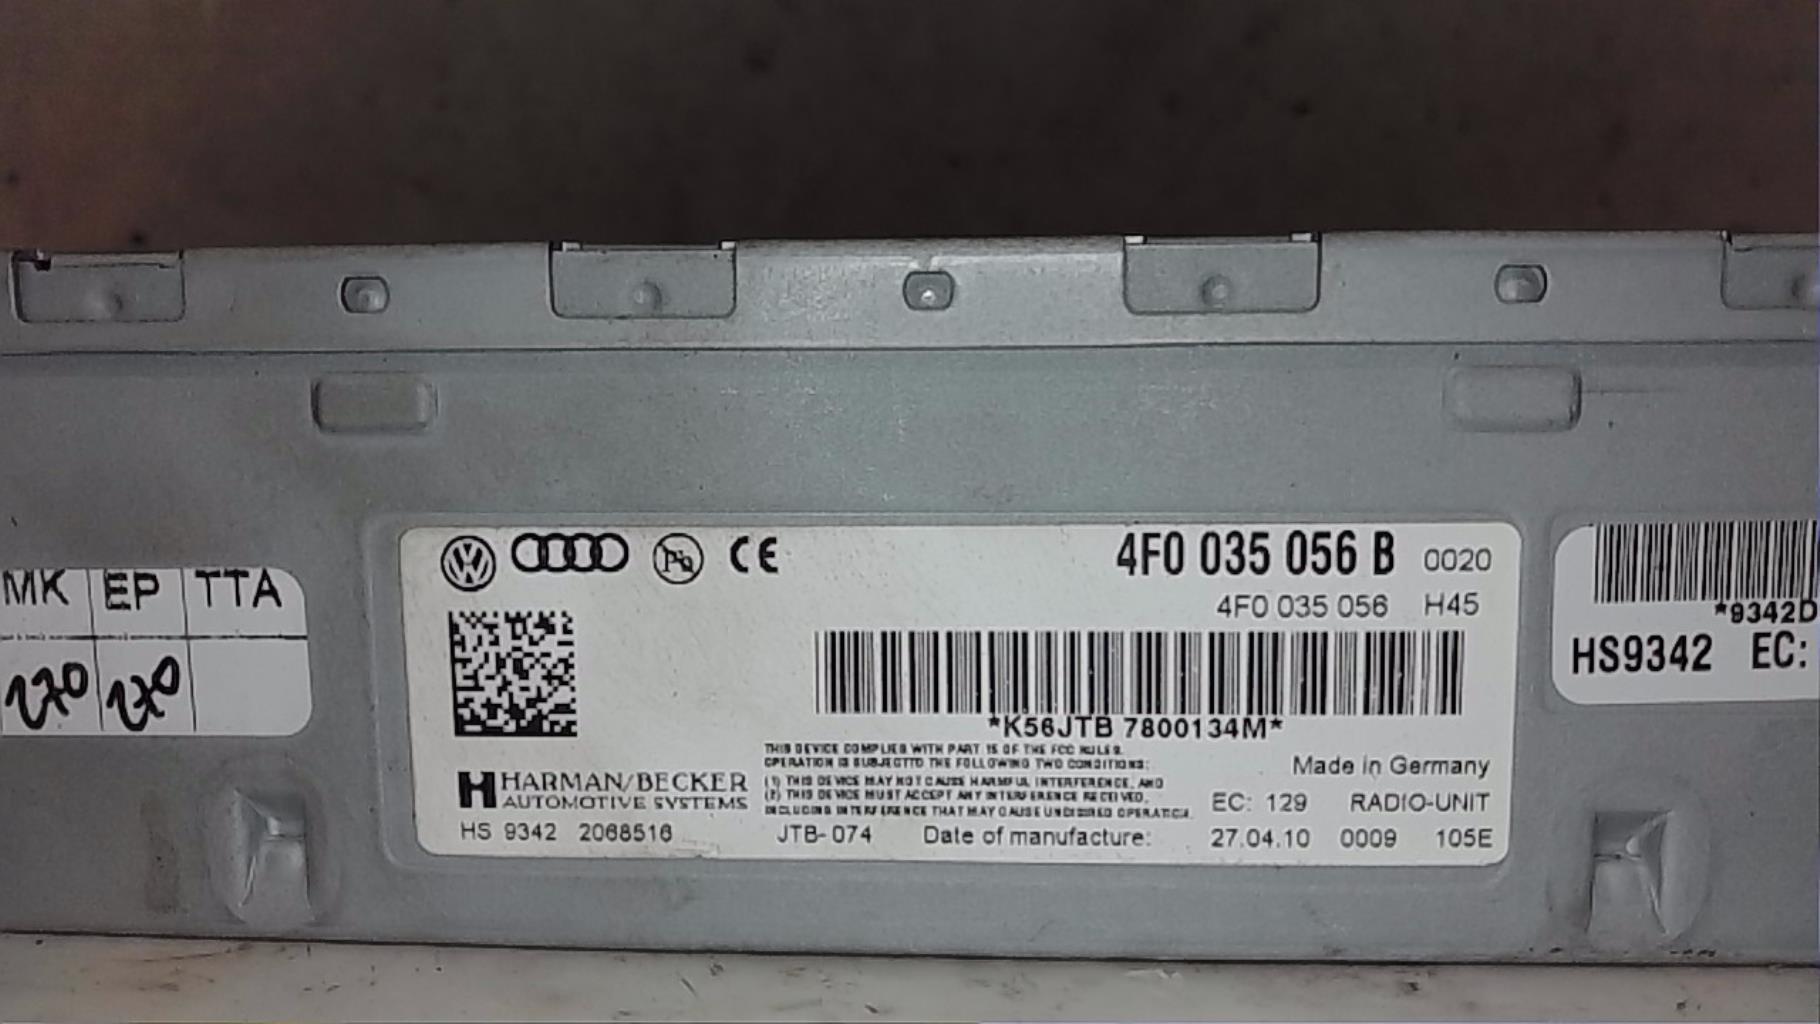 MK EP TTA
270 270
CE
4F0 035 056 B 0020
4F0 035 056 H45
*K56JTB 7800134M*
THIS DEVICE COMPLIES WITH PART 15 OF THE FCC RULES.
OPERATION IS SUBJECTTO THE FOLLOWING TWO CONDITIONS:
(1) THIS DEVICE MAY NOT CAUSE HARMFUL INTERFERENCE, AND
(2) THIS DEVICE MUST ACCEPT ANY INTERFERENCE RECEIVED,
INCLUDING INTERFERENCE THAT MAY CAUSE UNDESIRED OPERATION.
Made in Germany
HARMAN/BECKER
AUTOMOTIVE SYSTEMS
EC: 129 RADIO-UNIT
HS 9342 2068516 JTB-074 Date of manufacture: 27.04.10 0009 105E
*9342D
HS9342 EC: